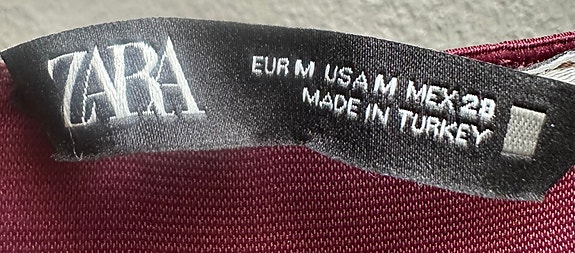 ZARA
EUR M USA M MEX 28
MADE IN TURKEY